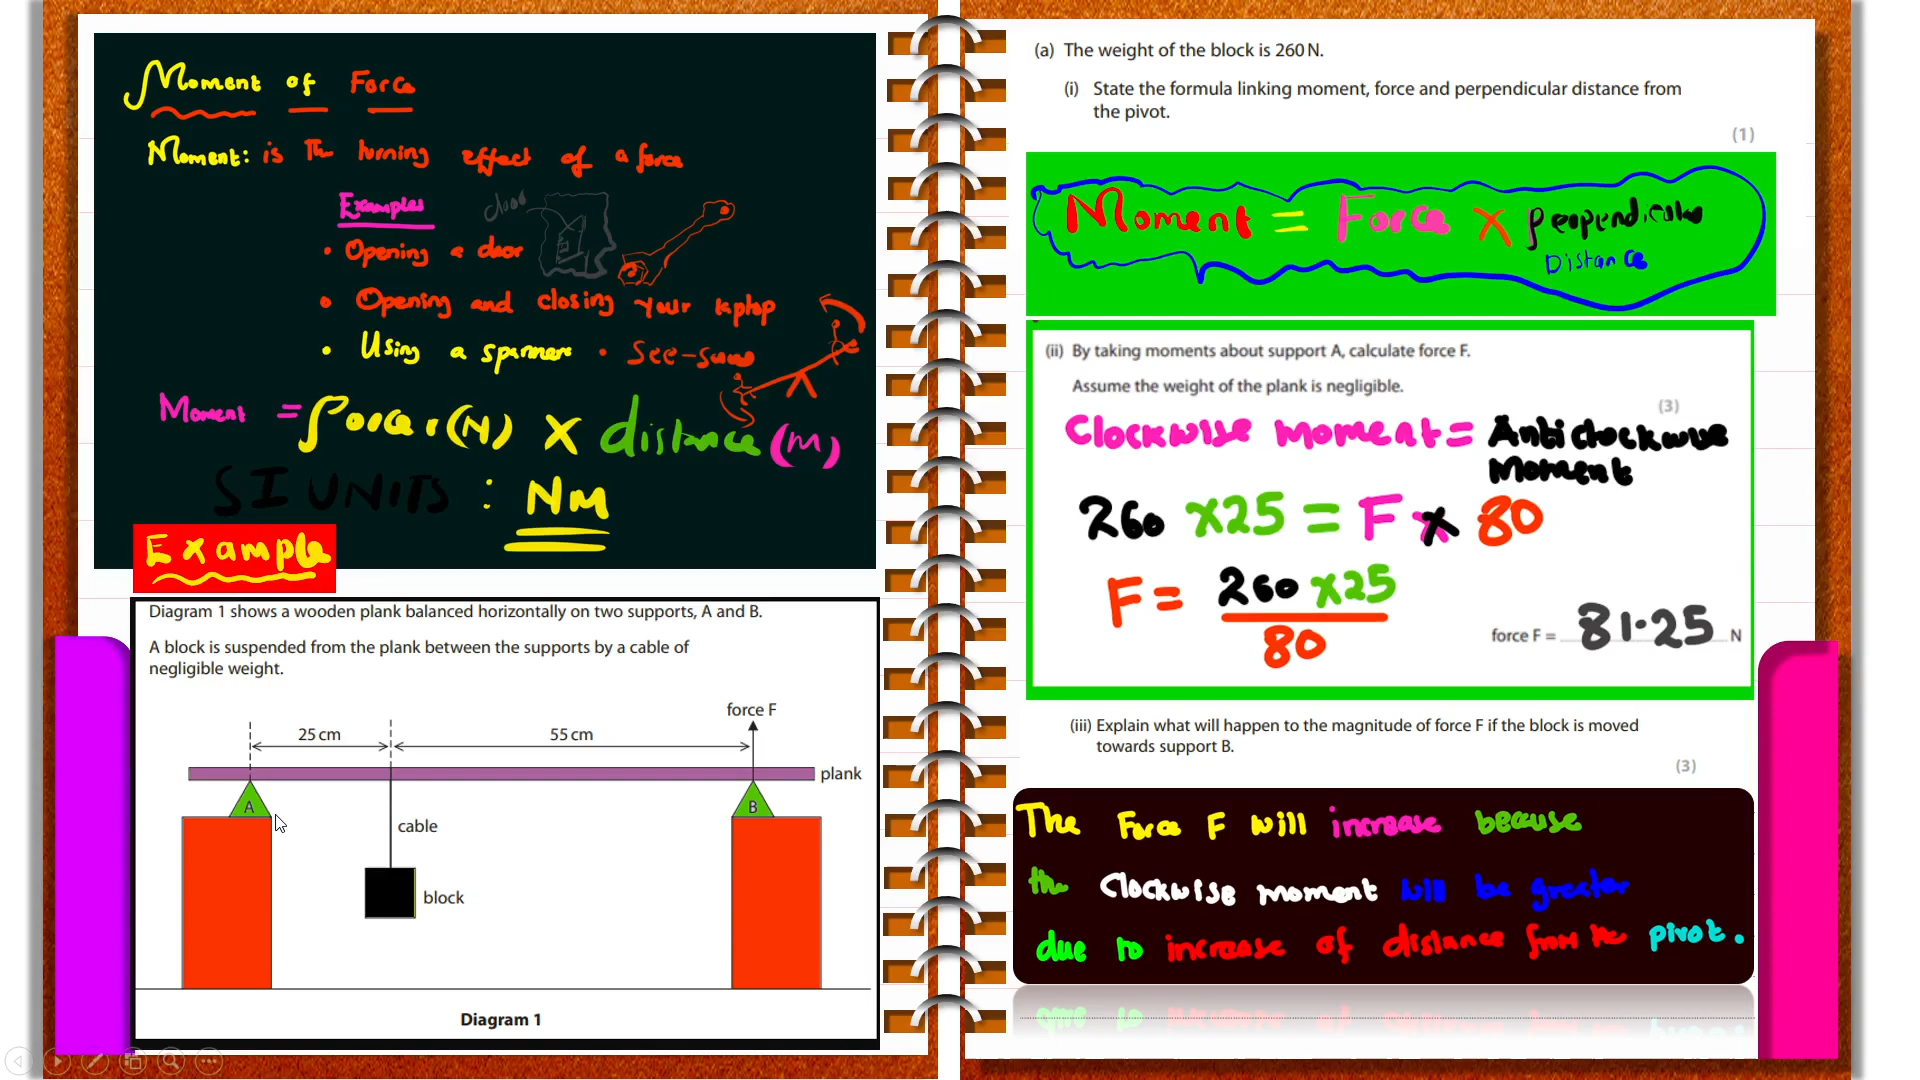 Moment of Force
Moment: is the turning effect of a force
Examples
door
• Opening a door
• Opening and closing your laptop
• Using a spanner • See-saw
Moment = Force (N) x distance (m)
SI UNITS : NM
Example
Diagram 1 shows a wooden plank balanced horizontally on two supports, A and B.
A block is suspended from the plank between the supports by a cable of
negligible weight.
force F
25 cm 55 cm
plank
A B
cable
block
Diagram 1
(a) The weight of the block is 260 N.
(i) State the formula linking moment, force and perpendicular distance from
the pivot.
(1)
Moment = Force x perpendicular
Distance
(ii) By taking moments about support A, calculate force F.
Assume the weight of the plank is negligible.
(3)
Clockwise moment = Anticlockwise
Moment
260 x25 = F x 80
F = 260 x25
80
force F = 81.25 N
(iii) Explain what will happen to the magnitude of force F if the block is moved
towards support B.
(3)
The Force F will increase because
the Clockwise moment will be greater
due to increase of distance from the pivot.